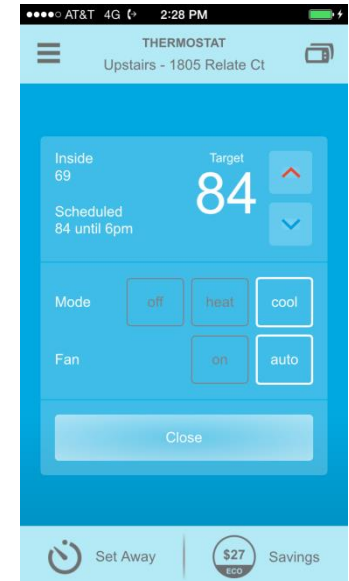 AT&T 4G 2:28 PM
THERMOSTAT
Upstairs - 1805 Relate Ct
Inside
69
Target
84
Scheduled
84 until 6pm
Mode off heat cool
Fan on auto
Close
Set Away $27 ECO Savings